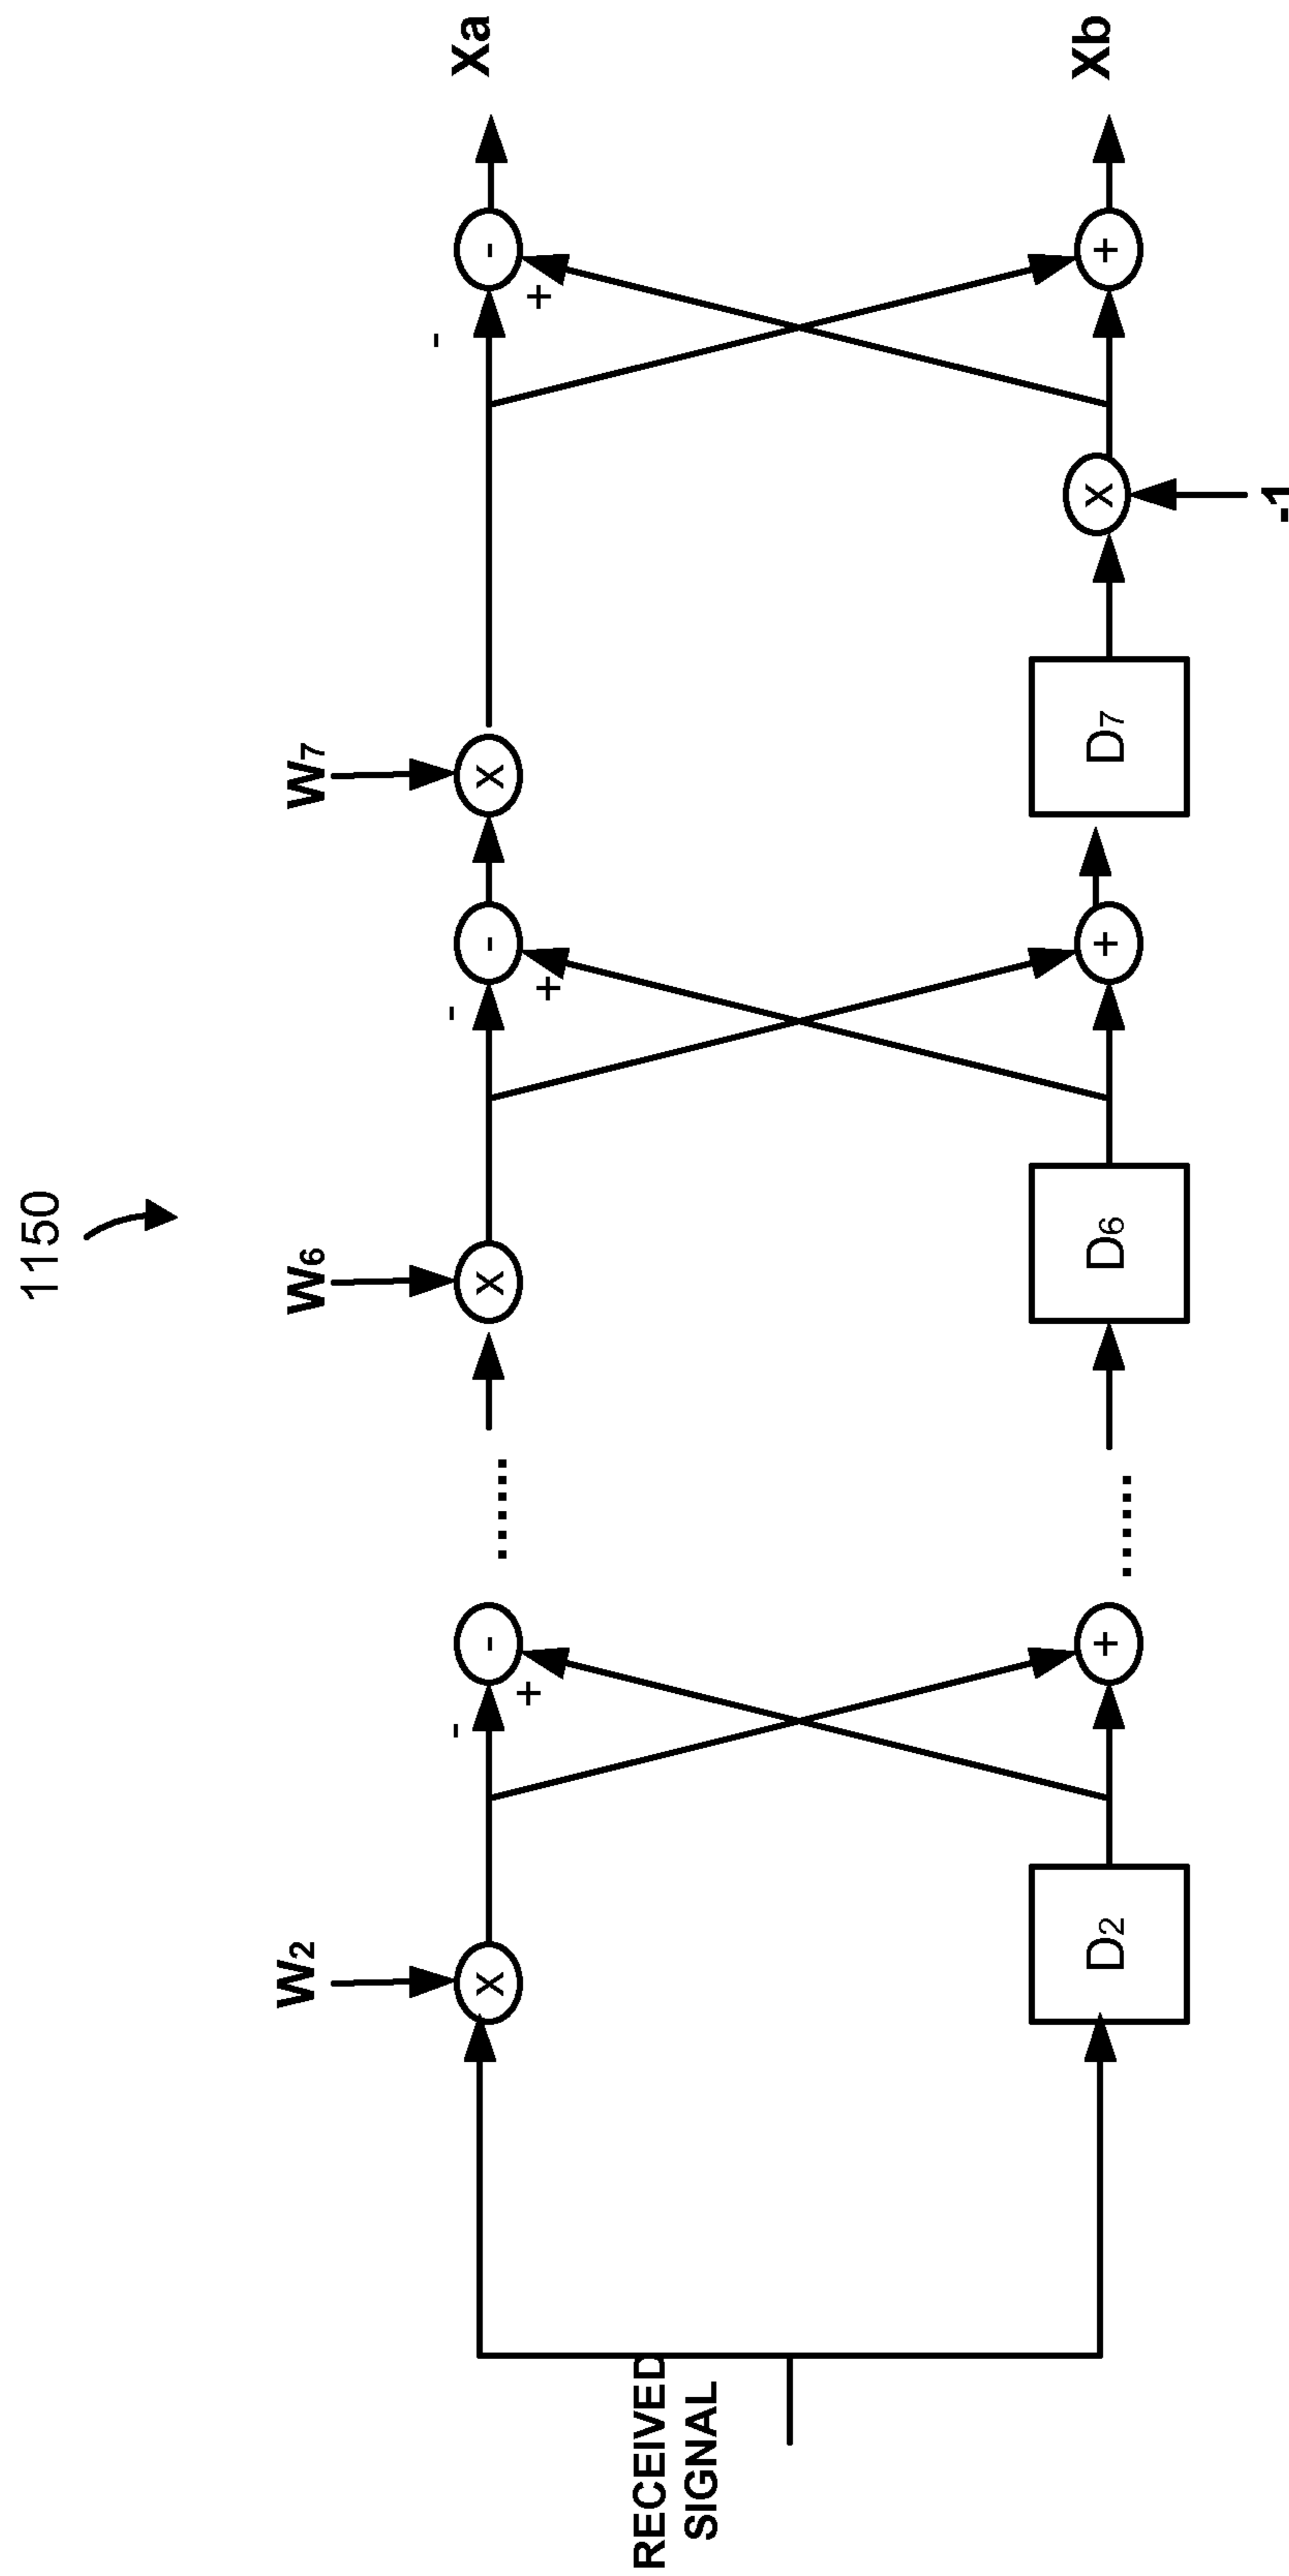 1150
W2
W6
W7
x
-
+
......
x
-
+
x
-
+
Xa
-
-
-
+
RECEIVED
SIGNAL
D2
+
......
D6
+
D7
x
-1
+
Xb